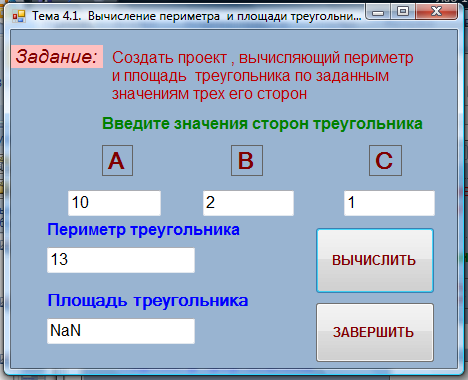 Тема 4.1. Вычисление периметра и площади треугольни...
Задание: Создать проект , вычисляющий периметр
и площадь треугольника по заданным
значениям трех его сторон
Введите значения сторон треугольника
A B C
10 2 1
Периметр треугольника
13
ВЫЧИСЛИТЬ
Площадь треугольника
NaN
ЗАВЕРШИТЬ